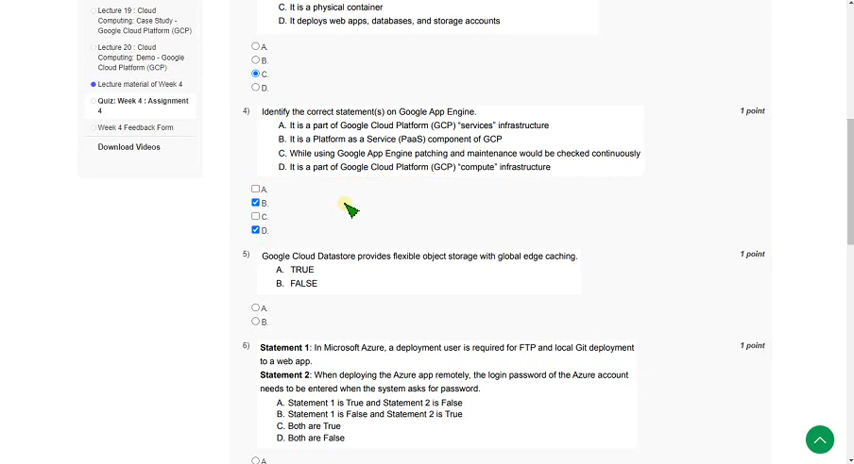 Lecture 19 : Cloud
Computing: Case Study -
Google Cloud Platform (GCP)
Lecture 20 : Cloud
Computing: Demo - Google
Cloud Platform (GCP)
Lecture material of Week 4
Quiz: Week 4 : Assignment
4
Week 4 Feedback Form
Download Videos
C. It is a physical container
D. It deploys web apps, databases, and storage accounts
A.
B.
C.
D.
4) Identify the correct statement(s) on Google App Engine. 1 point
A. It is a part of Google Cloud Platform (GCP) “services” infrastructure
B. It is a Platform as a Service (PaaS) component of GCP
C. While using Google App Engine patching and maintenance would be checked continuously
D. It is a part of Google Cloud Platform (GCP) “compute” infrastructure
A.
B.
C.
D.
5) Google Cloud Datastore provides flexible object storage with global edge caching. 1 point
A. TRUE
B. FALSE
A.
B.
6) Statement 1: In Microsoft Azure, a deployment user is required for FTP and local Git deployment 1 point
to a web app.
Statement 2: When deploying the Azure app remotely, the login password of the Azure account
needs to be entered when the system asks for password.
A. Statement 1 is True and Statement 2 is False
B. Statement 1 is False and Statement 2 is True
C. Both are True
D. Both are False
A.